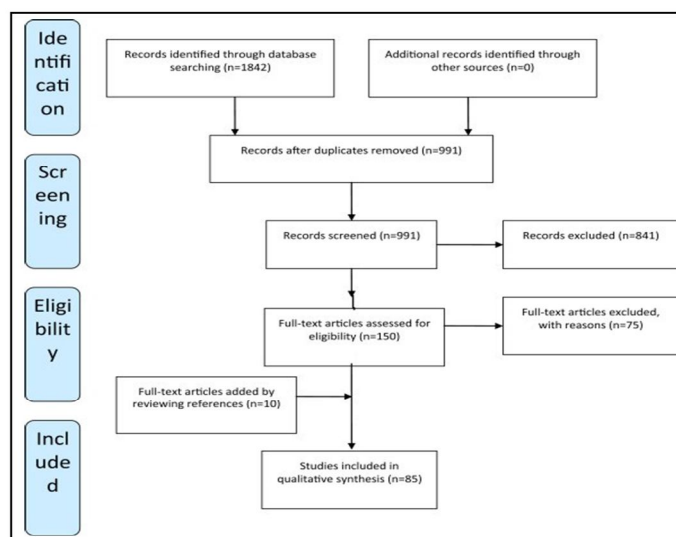 Ide
ntifi
cati
on
Records identified through database
searching (n=1842)
Additional records identified through
other sources (n=0)
Records after duplicates removed (n=991)
Scr
een
ing
Records screened (n=991)
Records excluded (n=841)
Eligi
bilit
y
Full-text articles assessed for
eligibility (n=150)
Full-text articles excluded,
with reasons (n=75)
Full-text articles added by
reviewing references (n=10)
Incl
ude
d
Studies included in
qualitative synthesis (n=85)